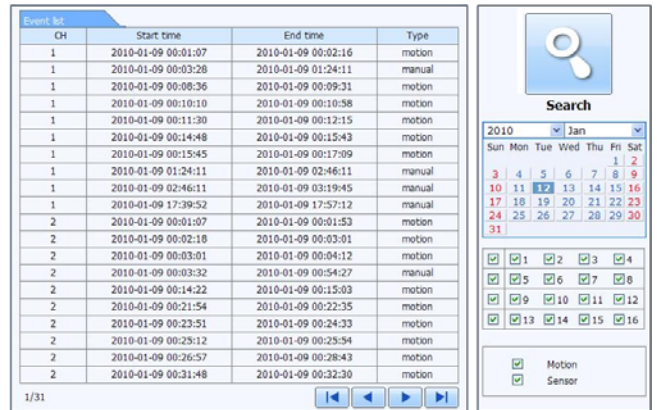 Event list
CH Start time End time Type
1 2010-01-09 00:01:07 2010-01-09 00:02:16 motion
1 2010-01-09 00:03:28 2010-01-09 01:24:11 manual
1 2010-01-09 00:08:36 2010-01-09 00:09:31 motion
1 2010-01-09 00:10:10 2010-01-09 00:10:58 motion
1 2010-01-09 00:11:30 2010-01-09 00:12:15 motion
1 2010-01-09 00:14:48 2010-01-09 00:15:43 motion
1 2010-01-09 00:15:45 2010-01-09 00:17:09 motion
1 2010-01-09 01:24:11 2010-01-09 02:46:11 manual
1 2010-01-09 02:46:11 2010-01-09 03:19:45 manual
1 2010-01-09 17:39:52 2010-01-09 17:57:12 manual
2 2010-01-09 00:01:07 2010-01-09 00:01:53 motion
2 2010-01-09 00:02:18 2010-01-09 00:03:01 motion
2 2010-01-09 00:03:01 2010-01-09 00:04:12 motion
2 2010-01-09 00:03:32 2010-01-09 00:54:27 manual
2 2010-01-09 00:14:22 2010-01-09 00:15:03 motion
2 2010-01-09 00:21:54 2010-01-09 00:22:35 motion
2 2010-01-09 00:23:51 2010-01-09 00:24:33 motion
2 2010-01-09 00:25:12 2010-01-09 00:25:54 motion
2 2010-01-09 00:26:57 2010-01-09 00:28:43 motion
2 2010-01-09 00:31:48 2010-01-09 00:32:30 motion
1/31
Search
2010 Jan
Sun Mon Tue Wed Thu Fri Sat
1 2
3 4 5 6 7 8 9
10 11 12 13 14 15 16
17 18 19 20 21 22 23
24 25 26 27 28 29 30
31
1 2 3 4
5 6 7 8
9 10 11 12
13 14 15 16
Motion
Sensor